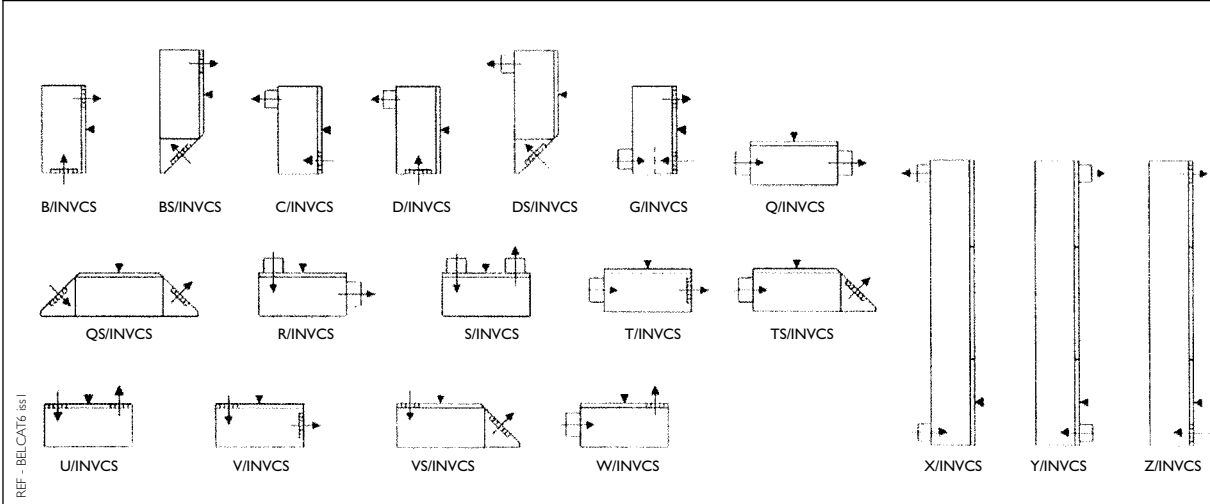 B/INVCS
BS/INVCS
C/INVCS
D/INVCS
DS/INVCS
G/INVCS
Q/INVCS
QS/INVCS
R/INVCS
S/INVCS
T/INVCS
TS/INVCS
U/INVCS
V/INVCS
VS/INVCS
W/INVCS
X/INVCS
Y/INVCS
Z/INVCS
REF - BELCAT6 iss1